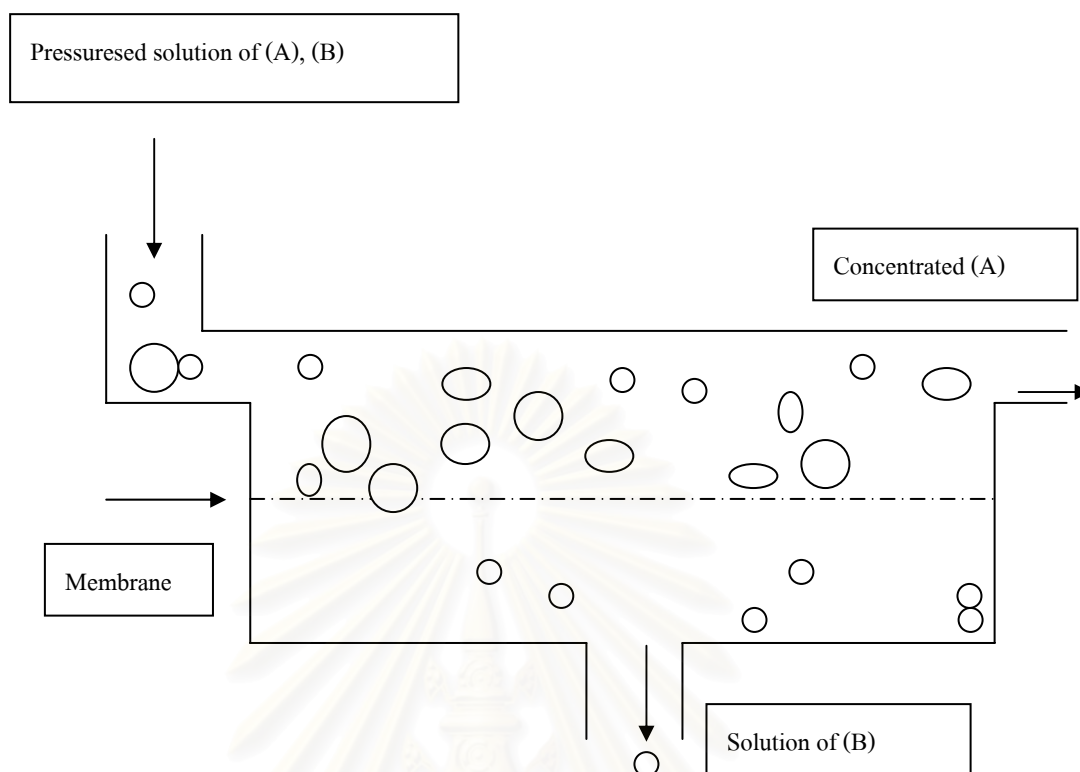 Pressuresed solution of (A), (B)
Concentrated (A)
Membrane
Solution of (B)